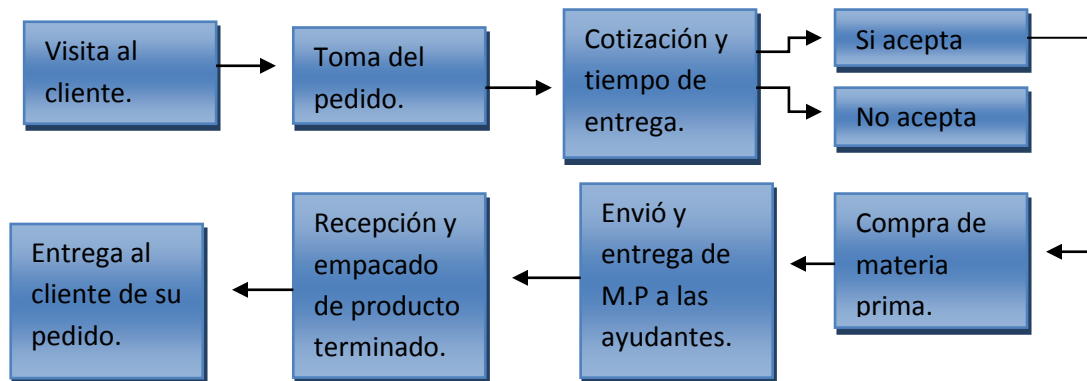 Visita al
cliente.
Toma del
pedido.
Cotización y
tiempo de
entrega.
Si acepta
No acepta
Compra de
materia
prima.
Envió y
entrega de
M.P a las
ayudantes.
Recepción y
empacado
de producto
terminado.
Entrega al
cliente de su
pedido.